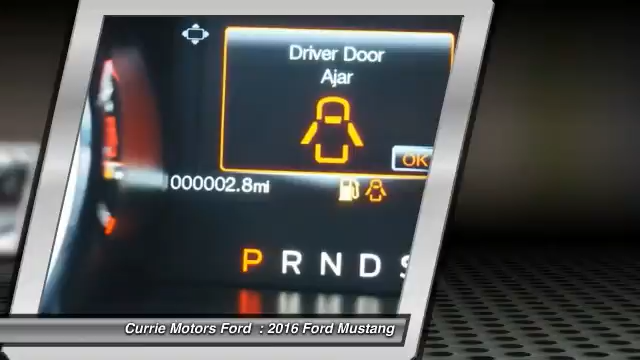 Driver Door
Ajar
OK
000002.8mi
P R N D S
Currie Motors Ford : 2016 Ford Mustang